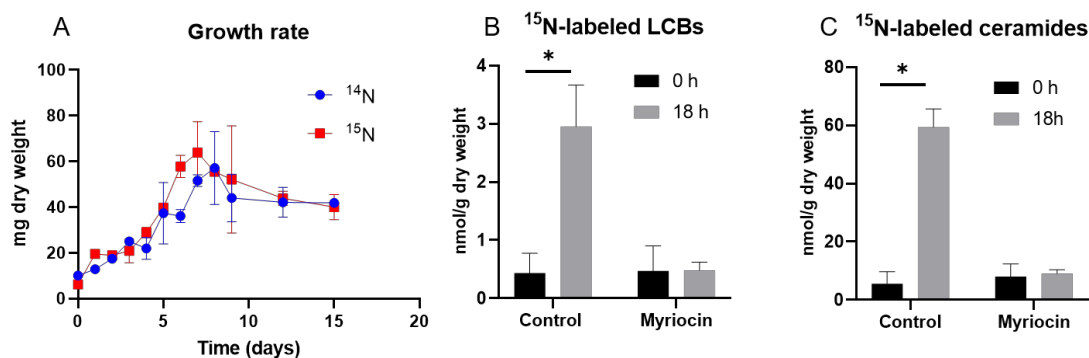 A
Growth rate
mg dry weight
100
80
60
40
20
0
¹⁴N
¹⁵N
0
5
10
15
20
Time (days)
B
¹⁵N-labeled LCBs
nmol/g dry weight
4
3
2
1
0
*
0 h
18 h
Control
Myriocin
C
¹⁵N-labeled ceramides
nmol/g dry weight
80
60
40
20
0
*
0 h
18h
Control
Myriocin